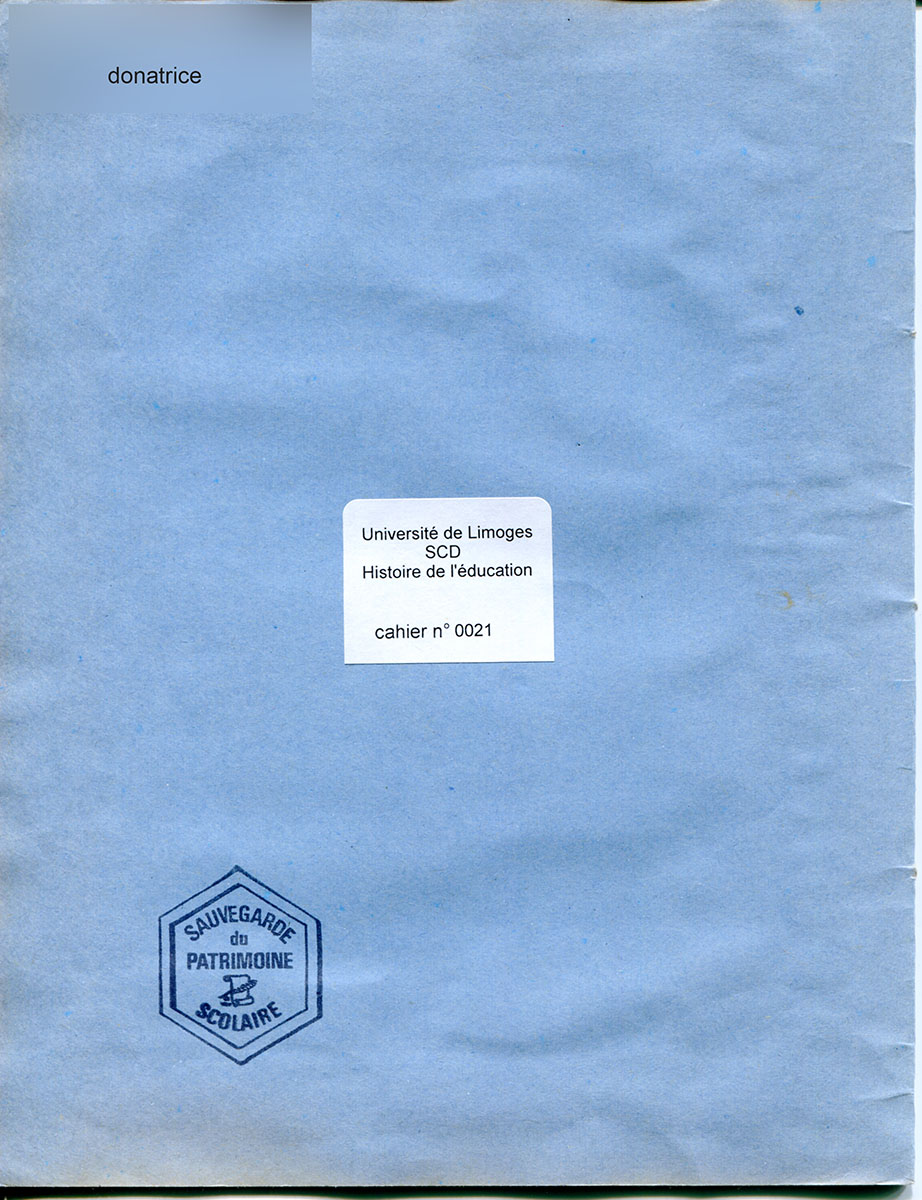 donatrice
Université de Limoges
SCD
Histoire de l'éducation
cahier n° 0021
SAUVEGARDE
du
PATRIMOINE
SCOLAIRE